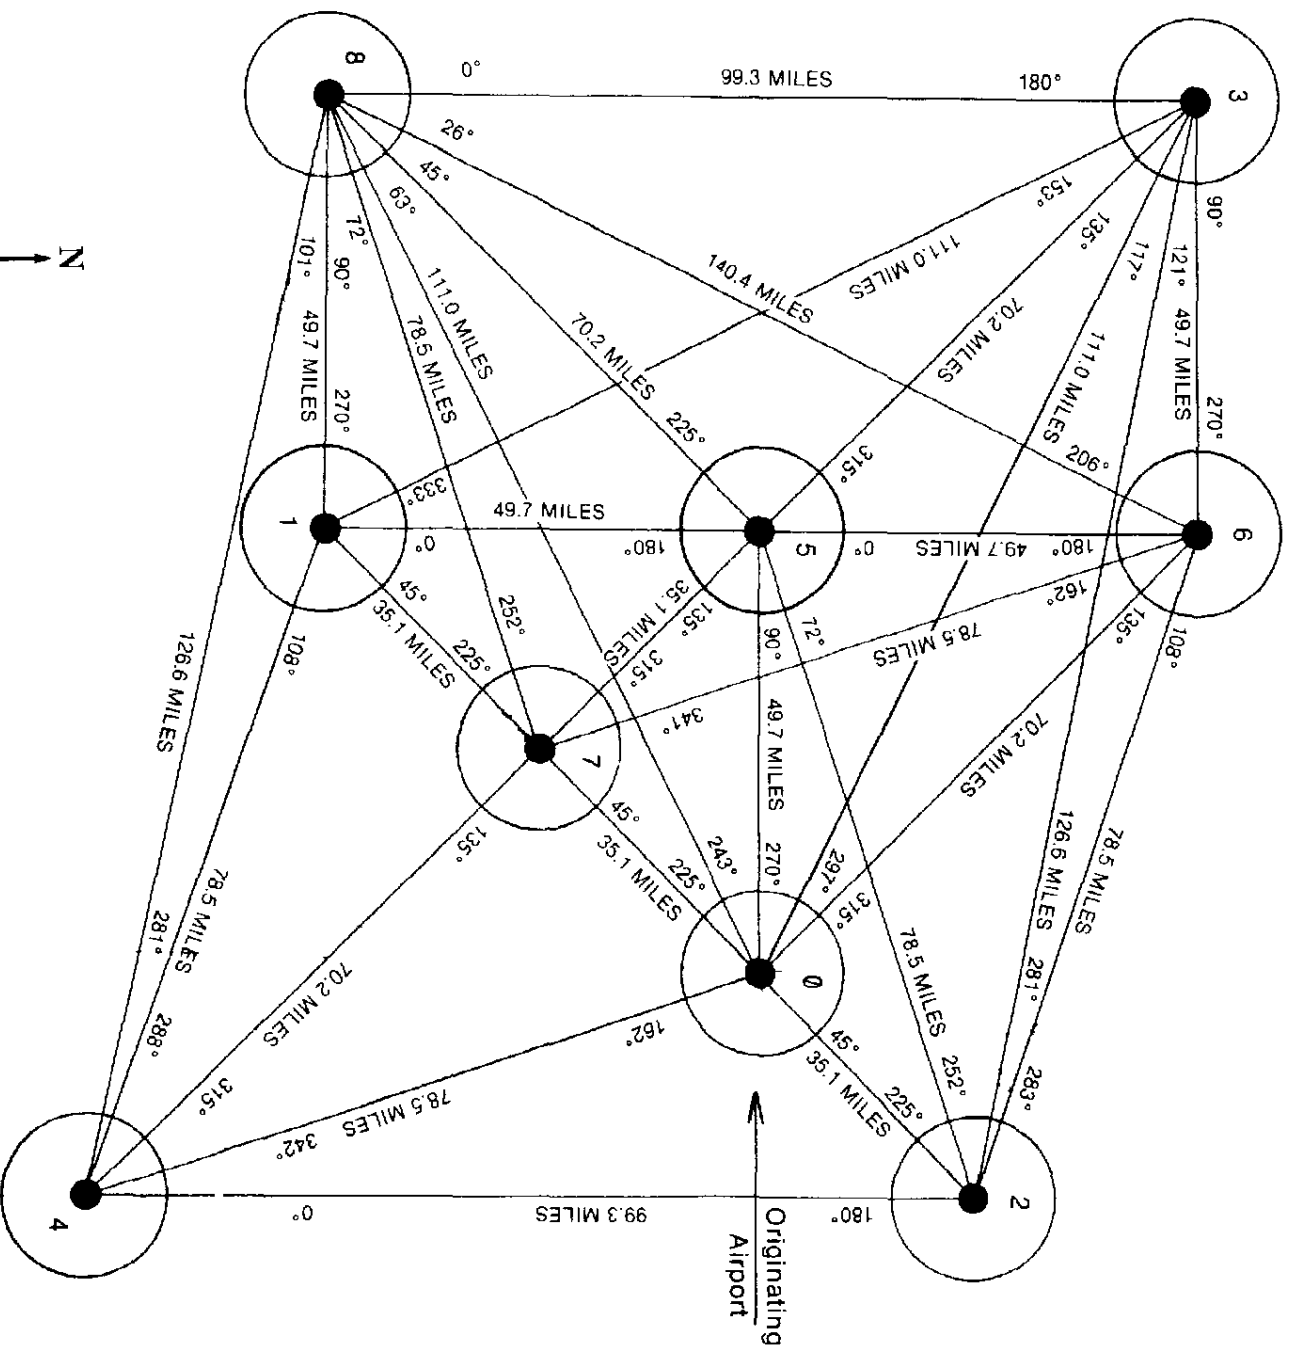 8
0°
99.3 MILES
180°
3
26°
45°
63°
72°
90°
101°
49.7 MILES
270°
78.5 MILES
111.0 MILES
70.2 MILES
225°
140.4 MILES
206°
153°
111.0 MILES
333°
135°
70.2 MILES
315°
117°
111.0 MILES
297°
121°
126.6 MILES
281°
90°
49.7 MILES
270°
N
1
0°
49.7 MILES
180°
5
0°
49.7 MILES
180°
6
45°
35.1 MILES
225°
108°
78.5 MILES
288°
126.6 MILES
281°
252°
35.1 MILES
135°
315°
90°
49.7 MILES
270°
72°
78.5 MILES
252°
162°
78.5 MILES
341°
135°
70.2 MILES
315°
108°
78.5 MILES
283°
7
45°
35.1 MILES
225°
243°
135°
70.2 MILES
315°
0
45°
35.1 MILES
225°
162°
78.5 MILES
342°
4
0°
99.3 MILES
180°
2
Originating
Airport